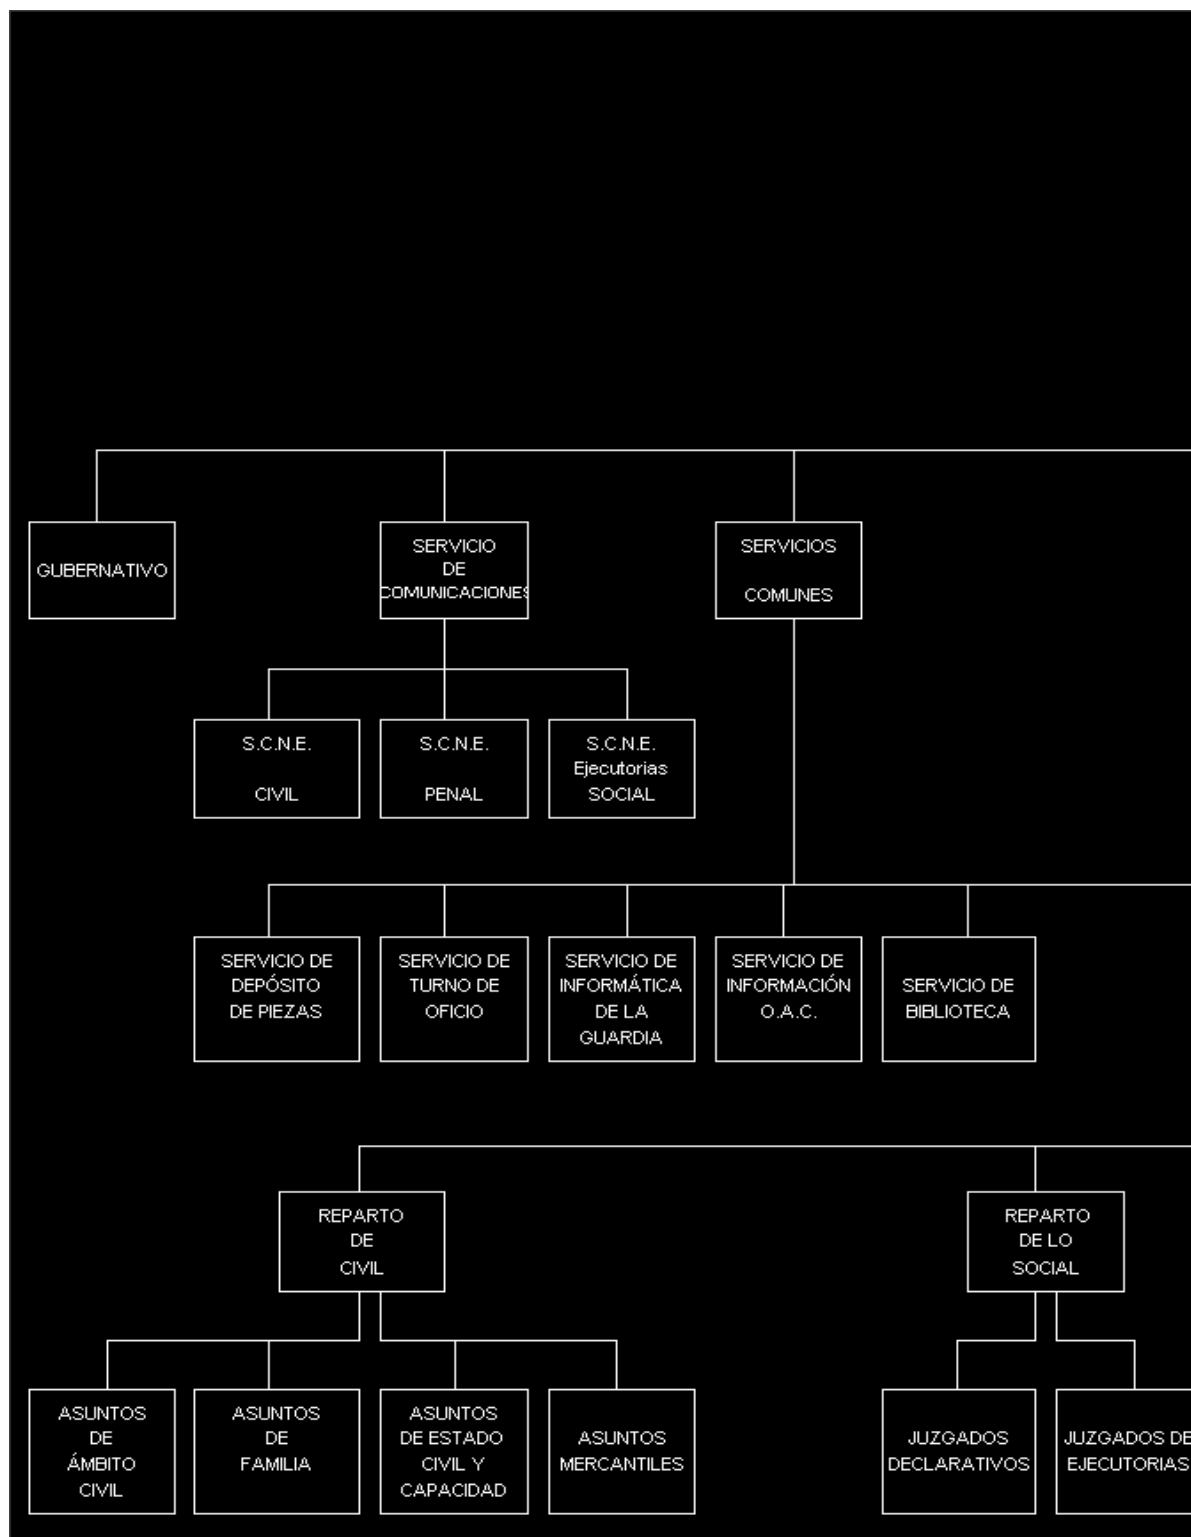 GUBERNATIVO
SERVICIO
DE
COMUNICACIONES
SERVICIOS
COMUNES
S.C.N.E.
CIVIL
S.C.N.E.
PENAL
S.C.N.E.
Ejecutorias
SOCIAL
SERVICIO DE
DEPÓSITO
DE PIEZAS
SERVICIO DE
TURNO DE
OFICIO
SERVICIO DE
INFORMÁTICA
DE LA
GUARDIA
SERVICIO DE
INFORMACIÓN
O.A.C.
SERVICIO DE
BIBLIOTECA
REPARTO
DE
CIVIL
REPARTO
DE LO
SOCIAL
ASUNTOS
DE
ÁMBITO
CIVIL
ASUNTOS
DE
FAMILIA
ASUNTOS
DE ESTADO
CIVIL Y
CAPACIDAD
ASUNTOS
MERCANTILES
JUZGADOS
DECLARATIVOS
JUZGADOS DE
EJECUTORIAS